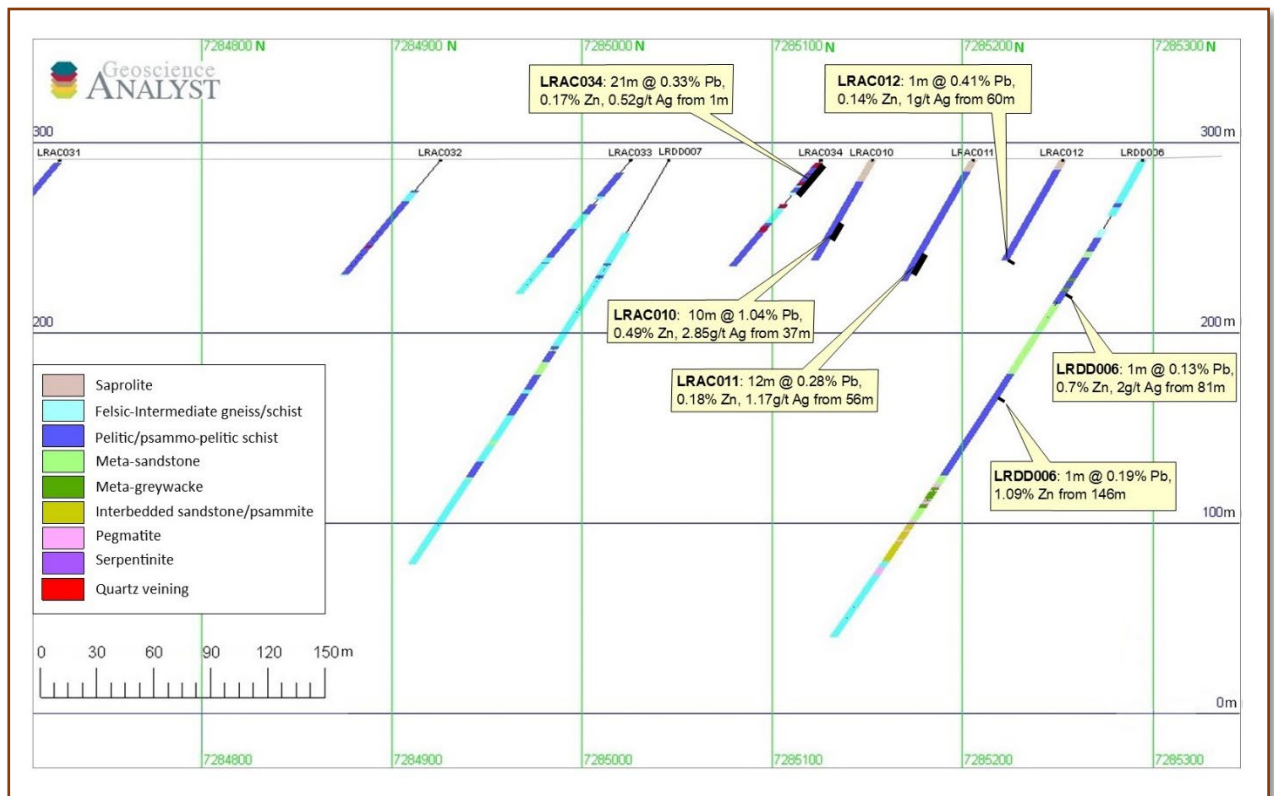 7284800 N
7284900 N
7285000 N
7285100 N
7285200 N
7285300 N
Geoscience
ANALYST
LRAC034: 21m @ 0.33% Pb,
0.17% Zn, 0.52g/t Ag from 1m
LRAC012: 1m @ 0.41% Pb,
0.14% Zn, 1g/t Ag from 60m
300
300m
LRAC031
LRAC032
LRAC033
LRDD007
LRAC034
LRAC010
LRAC011
LRAC012
LRDD006
LRAC010: 10m @ 1.04% Pb,
0.49% Zn, 2.85g/t Ag from 37m
200
200m
LRAC011: 12m @ 0.28% Pb,
0.18% Zn, 1.17g/t Ag from 56m
LRDD006: 1m @ 0.13% Pb,
0.7% Zn, 2g/t Ag from 81m
LRDD006: 1m @ 0.19% Pb,
1.09% Zn from 146m
Saprolite
Felsic-Intermediate gneiss/schist
Pelitic/psammo-pelitic schist
Meta-sandstone
Meta-greywacke
Interbedded sandstone/psammite
Pegmatite
Serpentinite
Quartz veining
100m
0 30 60 90 120 150m
0m
7284800
7284900
7285000
7285100
7285200
7285300